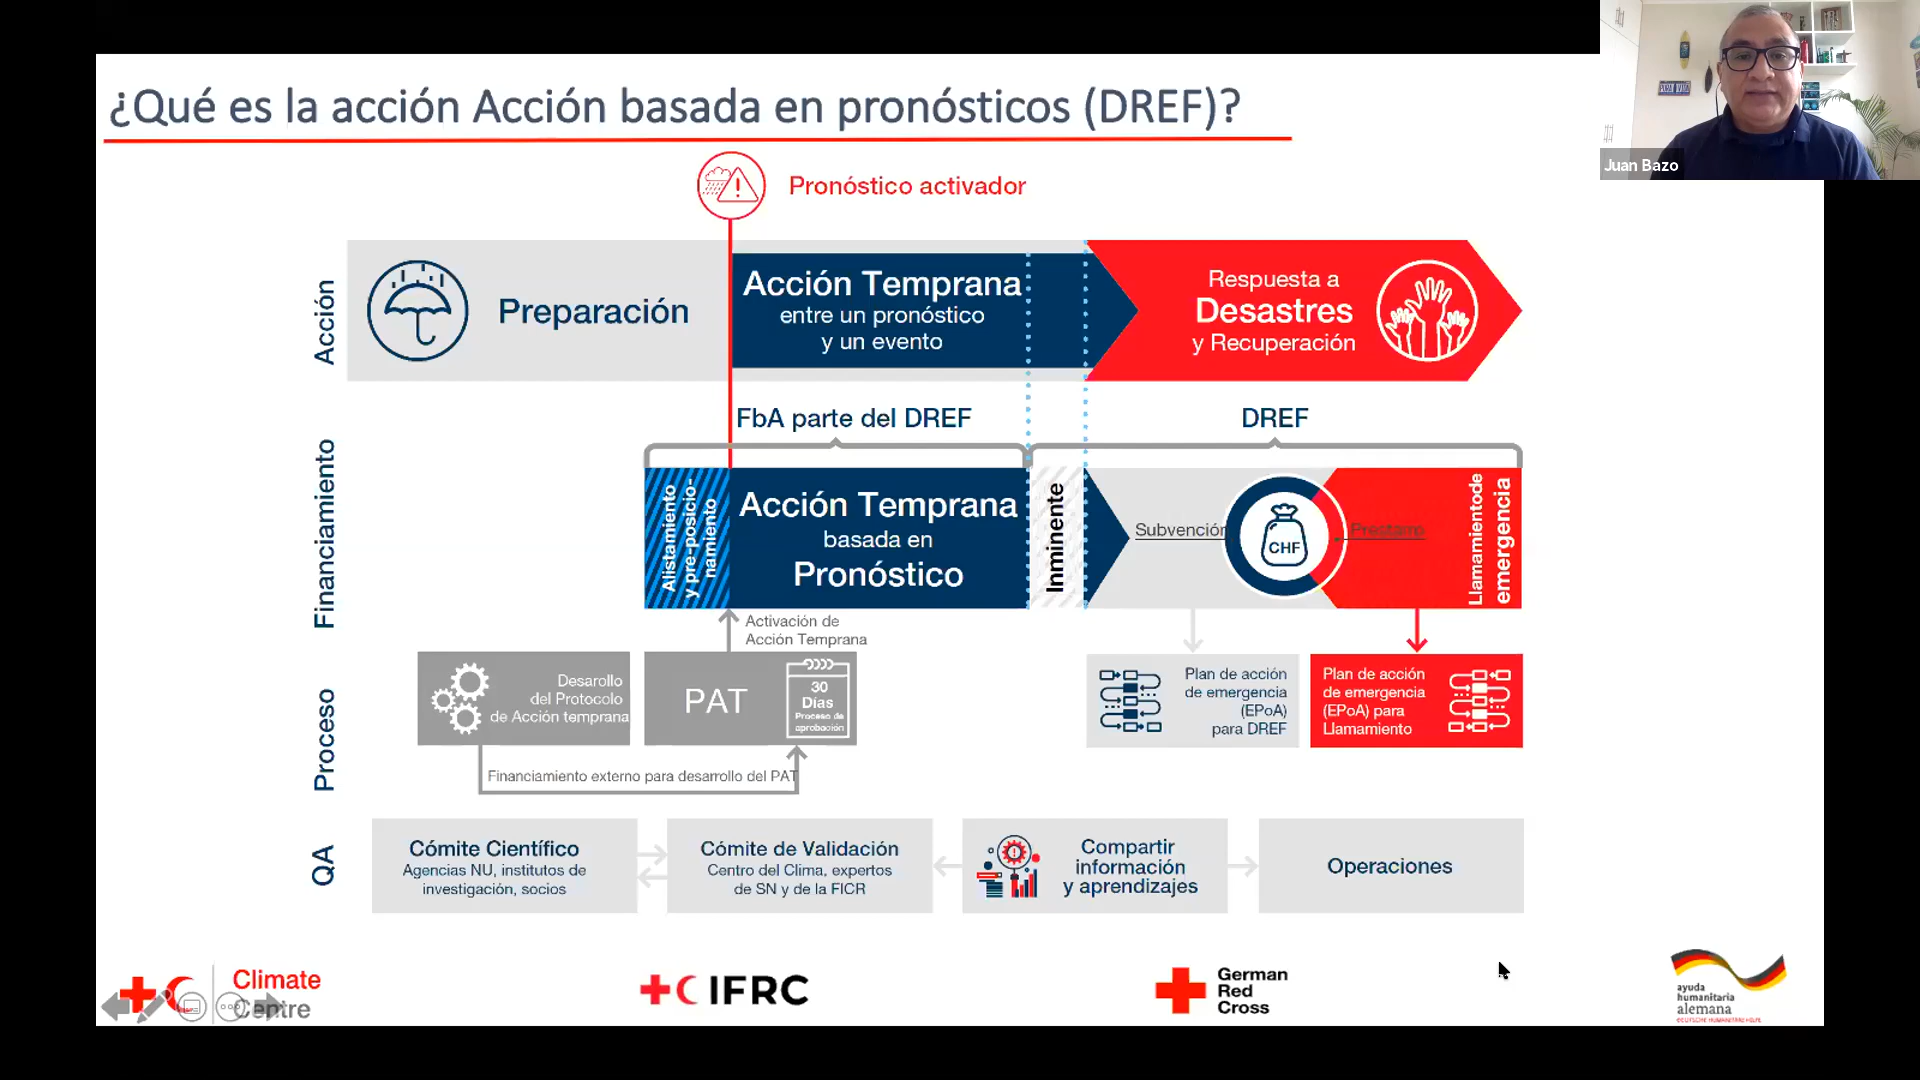 ¿Qué es la acción Acción basada en pronósticos (DREF)?
Juan Bazo
Pronóstico activador
Acción
Preparación
Acción Temprana
entre un pronóstico
y un evento
Respuesta a
Desastres
y Recuperación
FbA parte del DREF
DREF
Financiamiento
Alistamiento
y pre-posicio-
namiento
Acción Temprana
basada en
Pronóstico
Inminente
Subvención
CHF
Prestamo
Llamamientode
emergencia
Activación de
Acción Temprana
Proceso
Desarollo
del Protocolo
de Acción temprana
PAT
30
Días
Proceso de
aprobación
Financiamiento externo para desarrollo del PAT
Plan de acción
de emergencia
(EPoA)
para DREF
Plan de acción
de emergencia
(EPoA) para
Llamamiento
QA
Cómite Científico
Agencias NU, institutos de
investigación, socios
Cómite de Validación
Centro del Clima, expertos
de SN y de la FICR
Compartir
información
y aprendizajes
Operaciones
Climate
Centre
IFRC
German
Red
Cross
ayuda
humanitaria
alemana
DEUTSCHE HUMANITÄRE HILFE